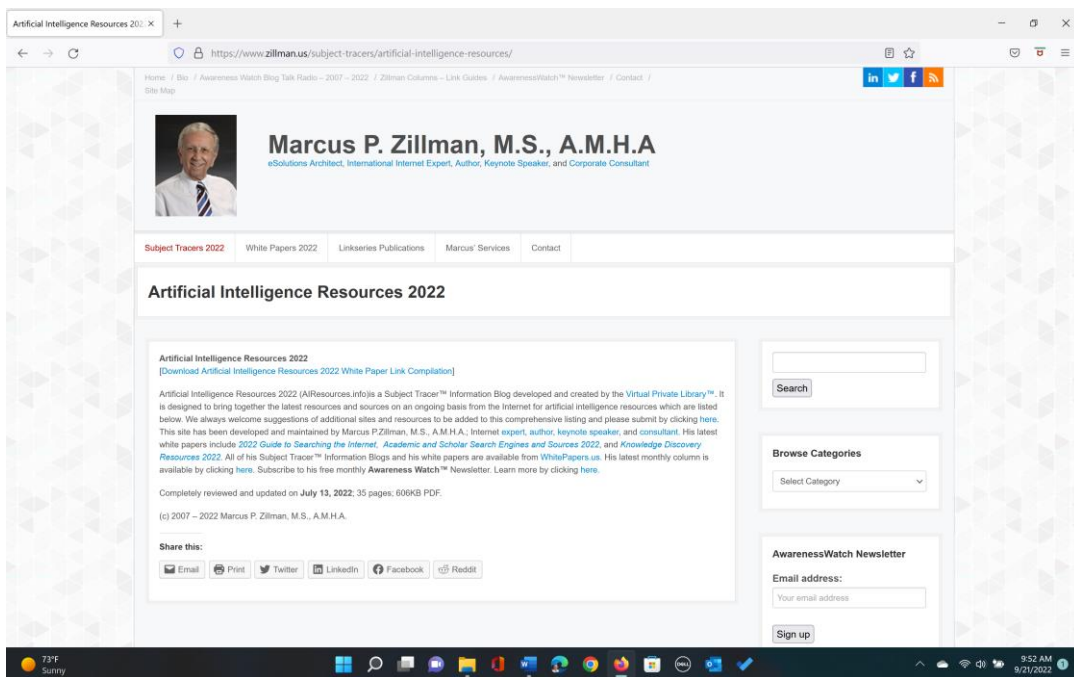 Artificial Intelligence Resources 202
https://www.zillman.us/subject-tracers/artificial-intelligence-resources/
Home / Bio / Awareness Watch Blog Talk Radio – 2007 – 2022 / Zillman Columns – Link Guides / AwarenessWatch™ Newsletter / Contact /
Site Map
in
f
Marcus P. Zillman, M.S., A.M.H.A
eSolutions Architect, International Internet Expert, Author, Keynote Speaker, and Corporate Consultant
Subject Tracers 2022 White Papers 2022 Linkseries Publications Marcus' Services Contact
Artificial Intelligence Resources 2022
Artificial Intelligence Resources 2022
[Download Artificial Intelligence Resources 2022 White Paper Link Compilation]
Artificial Intelligence Resources 2022 (AIResources.info)is a Subject Tracer™ Information Blog developed and created by the Virtual Private Library™. It
is designed to bring together the latest resources and sources on an ongoing basis from the Internet for artificial intelligence resources which are listed
below. We always welcome suggestions of additional sites and resources to be added to this comprehensive listing and please submit by clicking here.
This site has been developed and maintained by Marcus P.Zillman, M.S., A.M.H.A.; Internet expert, author, keynote speaker, and consultant. His latest
white papers include 2022 Guide to Searching the Internet, Academic and Scholar Search Engines and Sources 2022, and Knowledge Discovery
Resources 2022. All of his Subject Tracer™ Information Blogs and his white papers are available from WhitePapers.us. His latest monthly column is
available by clicking here. Subscribe to his free monthly Awareness Watch™ Newsletter. Learn more by clicking here.
Completely reviewed and updated on July 13, 2022; 35 pages; 606KB PDF.
(c) 2007 – 2022 Marcus P. Zillman, M.S., A.M.H.A.
Share this:
Email Print Twitter LinkedIn Facebook Reddit
Search
Browse Categories
Select Category
AwarenessWatch Newsletter
Email address:
Your email address
Sign up
73°F
Sunny
DELL
9:52 AM
9/21/2022
1